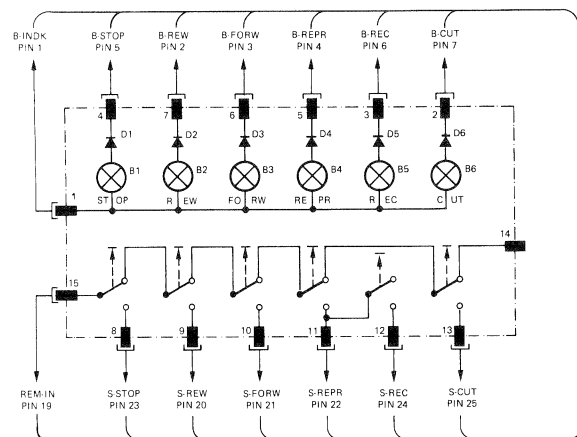 B-INDK B-STOP B-REW B-FORW B-REPR B-REC B-CUT
PIN 1 PIN 5 PIN 2 PIN 3 PIN 4 PIN 6 PIN 7
4 7 6 5 3 2
D1 D2 D3 D4 D5 D6
B1 B2 B3 B4 B5 B6
1 ST OP R EW FO RW RE PR R EC C UT
14
15
8 9 10 11 12 13
REM-IN S-STOP S-REW S-FORW S-REPR S-REC S-CUT
PIN 19 PIN 23 PIN 20 PIN 21 PIN 22 PIN 24 PIN 25